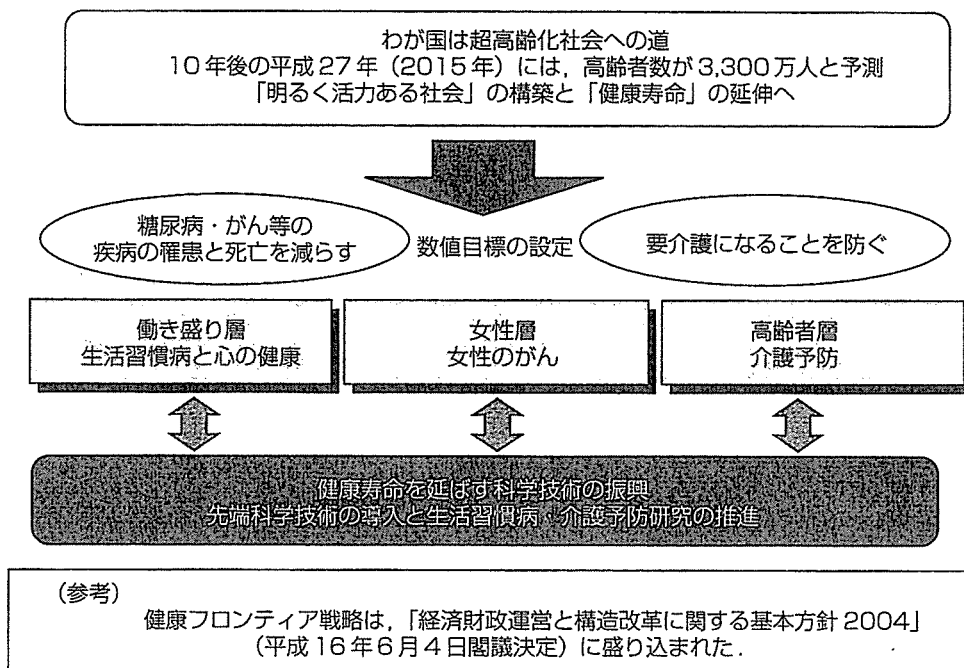 わが国は超高齢化社会への道
10年後の平成27年（2015年）には，高齢者数が3,300万人と予測
「明るく活力ある社会」の構築と「健康寿命」の延伸へ
糖尿病・がん等の
疾病の罹患と死亡を減らす
数値目標の設定
要介護になることを防ぐ
働き盛り層
生活習慣病と心の健康
女性層
女性のがん
高齢者層
介護予防
健康寿命を延ばす科学技術の振興
先端科学技術の導入と生活習慣病・介護予防研究の推進
（参考）
健康フロンティア戦略は，「経済財政運営と構造改革に関する基本方針2004」
（平成16年6月4日閣議決定）に盛り込まれた．